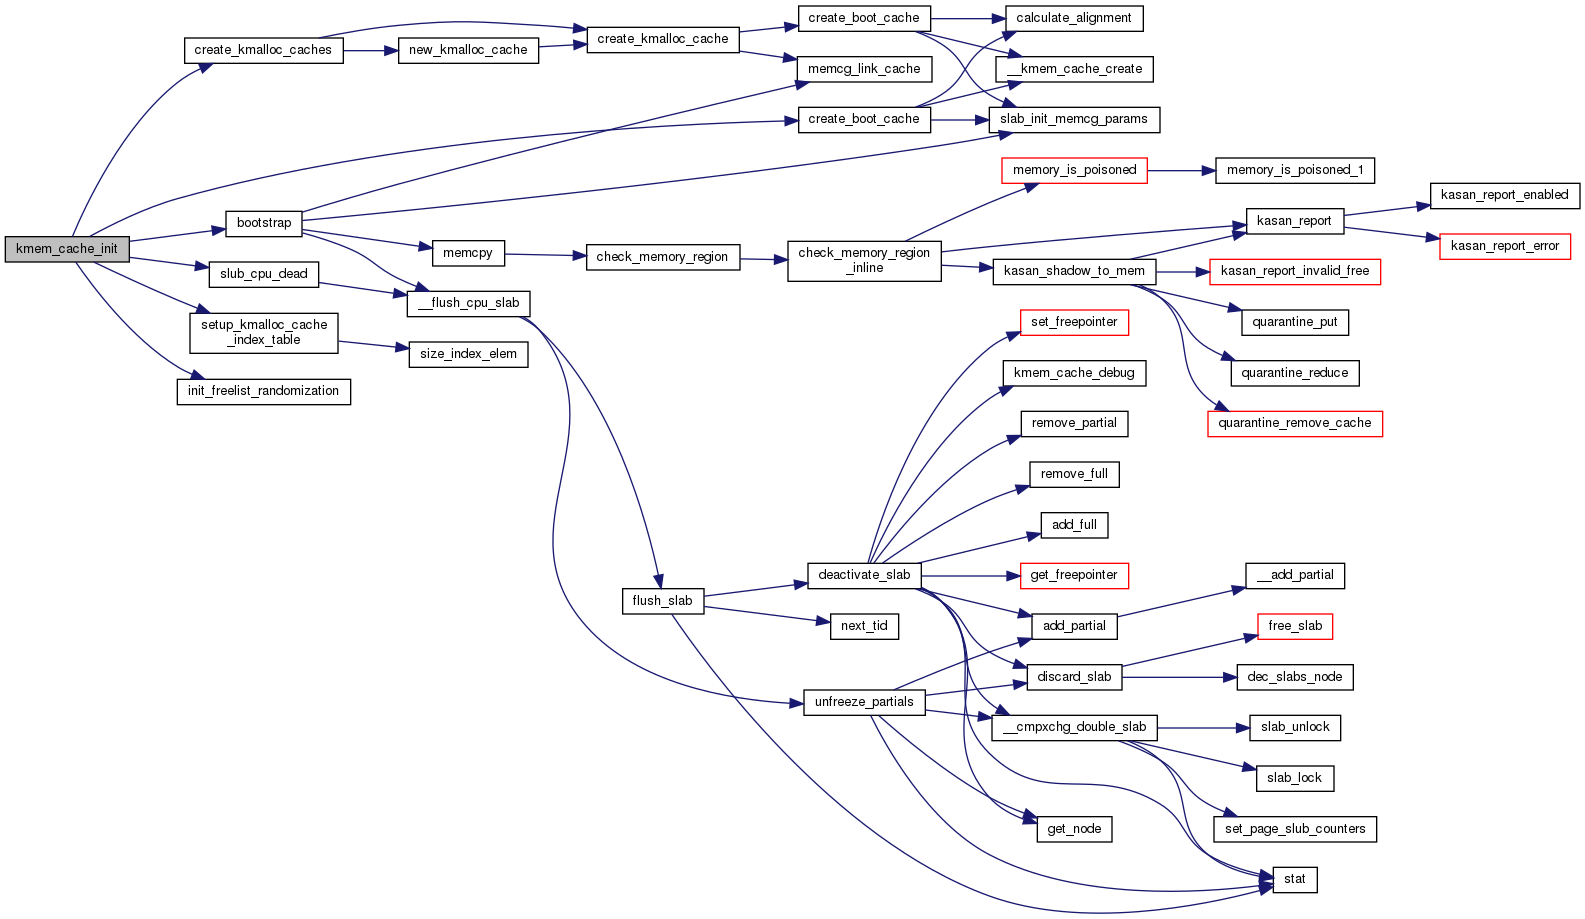 kmem_cache_init
create_kmalloc_caches
bootstrap
slub_cpu_dead
setup_kmalloc_cache
_index_table
init_freelist_randomization
new_kmalloc_cache
memcpy
__flush_cpu_slab
size_index_elem
create_kmalloc_cache
check_memory_region
flush_slab
create_boot_cache
memcg_link_cache
create_boot_cache
check_memory_region
_inline
deactivate_slab
next_tid
unfreeze_partials
calculate_alignment
__kmem_cache_create
slab_init_memcg_params
memory_is_poisoned
kasan_shadow_to_mem
set_freepointer
kmem_cache_debug
remove_partial
remove_full
add_full
get_freepointer
add_partial
discard_slab
__cmpxchg_double_slab
get_node
memory_is_poisoned_1
kasan_report
kasan_report_invalid_free
quarantine_put
quarantine_reduce
quarantine_remove_cache
__add_partial
free_slab
dec_slabs_node
slab_unlock
slab_lock
set_page_slub_counters
stat
kasan_report_enabled
kasan_report_error